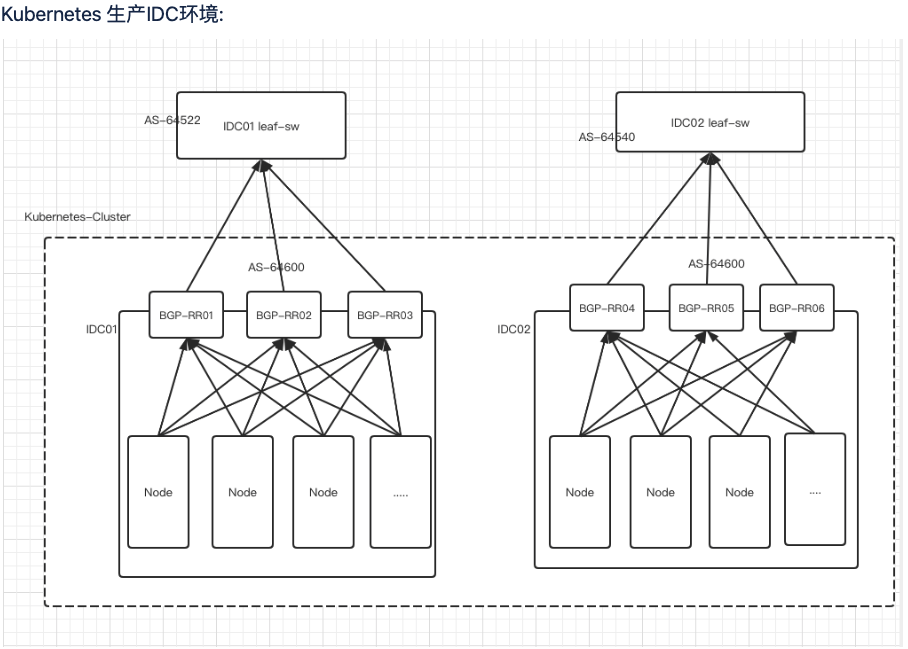 Kubernetes 生产IDC环境:
AS-64522
IDC01 leaf-sw
IDC02 leaf-sw
AS-64540
Kubernetes-Cluster
AS-64600
AS-64600
IDC01
BGP-RR01
BGP-RR02
BGP-RR03
IDC02
BGP-RR04
BGP-RR05
BGP-RR06
Node
Node
Node
.....
Node
Node
Node
....